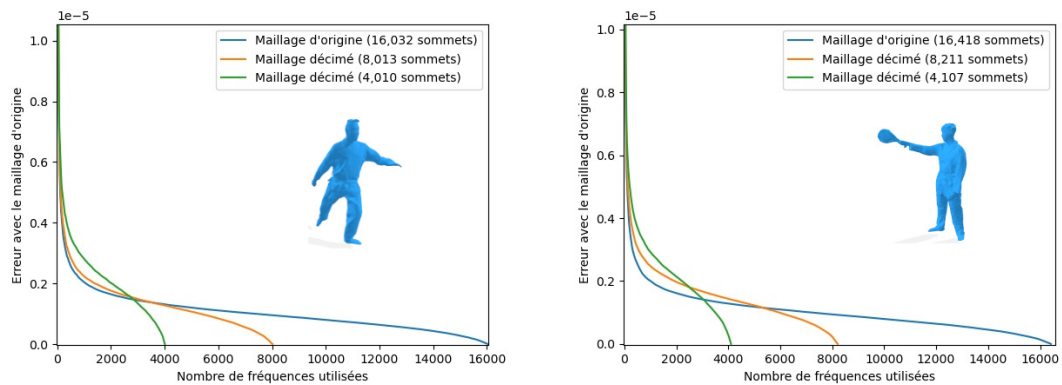 1e−5
Maillage d'origine (16,032 sommets)
Maillage décimé (8,013 sommets)
Maillage décimé (4,010 sommets)
Erreur avec le maillage d'origine
1.0
0.8
0.6
0.4
0.2
0.0
0 2000 4000 6000 8000 10000 12000 14000 16000
Nombre de fréquences utilisées
1e−5
Maillage d'origine (16,418 sommets)
Maillage décimé (8,211 sommets)
Maillage décimé (4,107 sommets)
Erreur avec le maillage d'origine
1.0
0.8
0.6
0.4
0.2
0.0
0 2000 4000 6000 8000 10000 12000 14000 16000
Nombre de fréquences utilisées